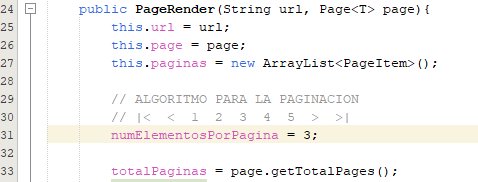 24 public PageRender(String url, Page<T> page){
25 this.url = url;
26 this.page = page;
27 this.paginas = new ArrayList<PageItem>();
28
29 // ALGORITMO PARA LA PAGINACION
30 // |<  <  1  2  3  4  5  >  >|
31 numElementosPorPagina = 3;
32
33 totalPaginas = page.getTotalPages();